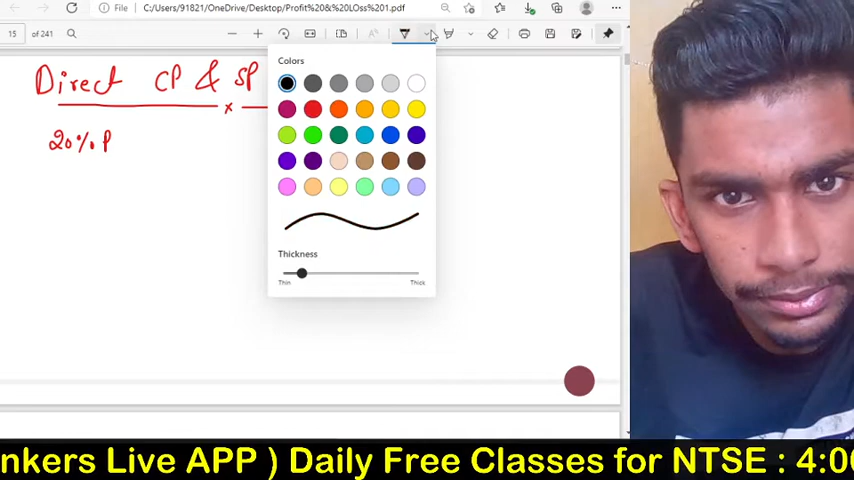 File
C:/Users/91821/OneDrive/Desktop/Profit%20&%20LOss%201.pdf
15 of 241
Direct CP & SP
20% P
Colors
Thickness
Thin
Thick
nkers Live APP ) Daily Free Classes for NTSE : 4:00